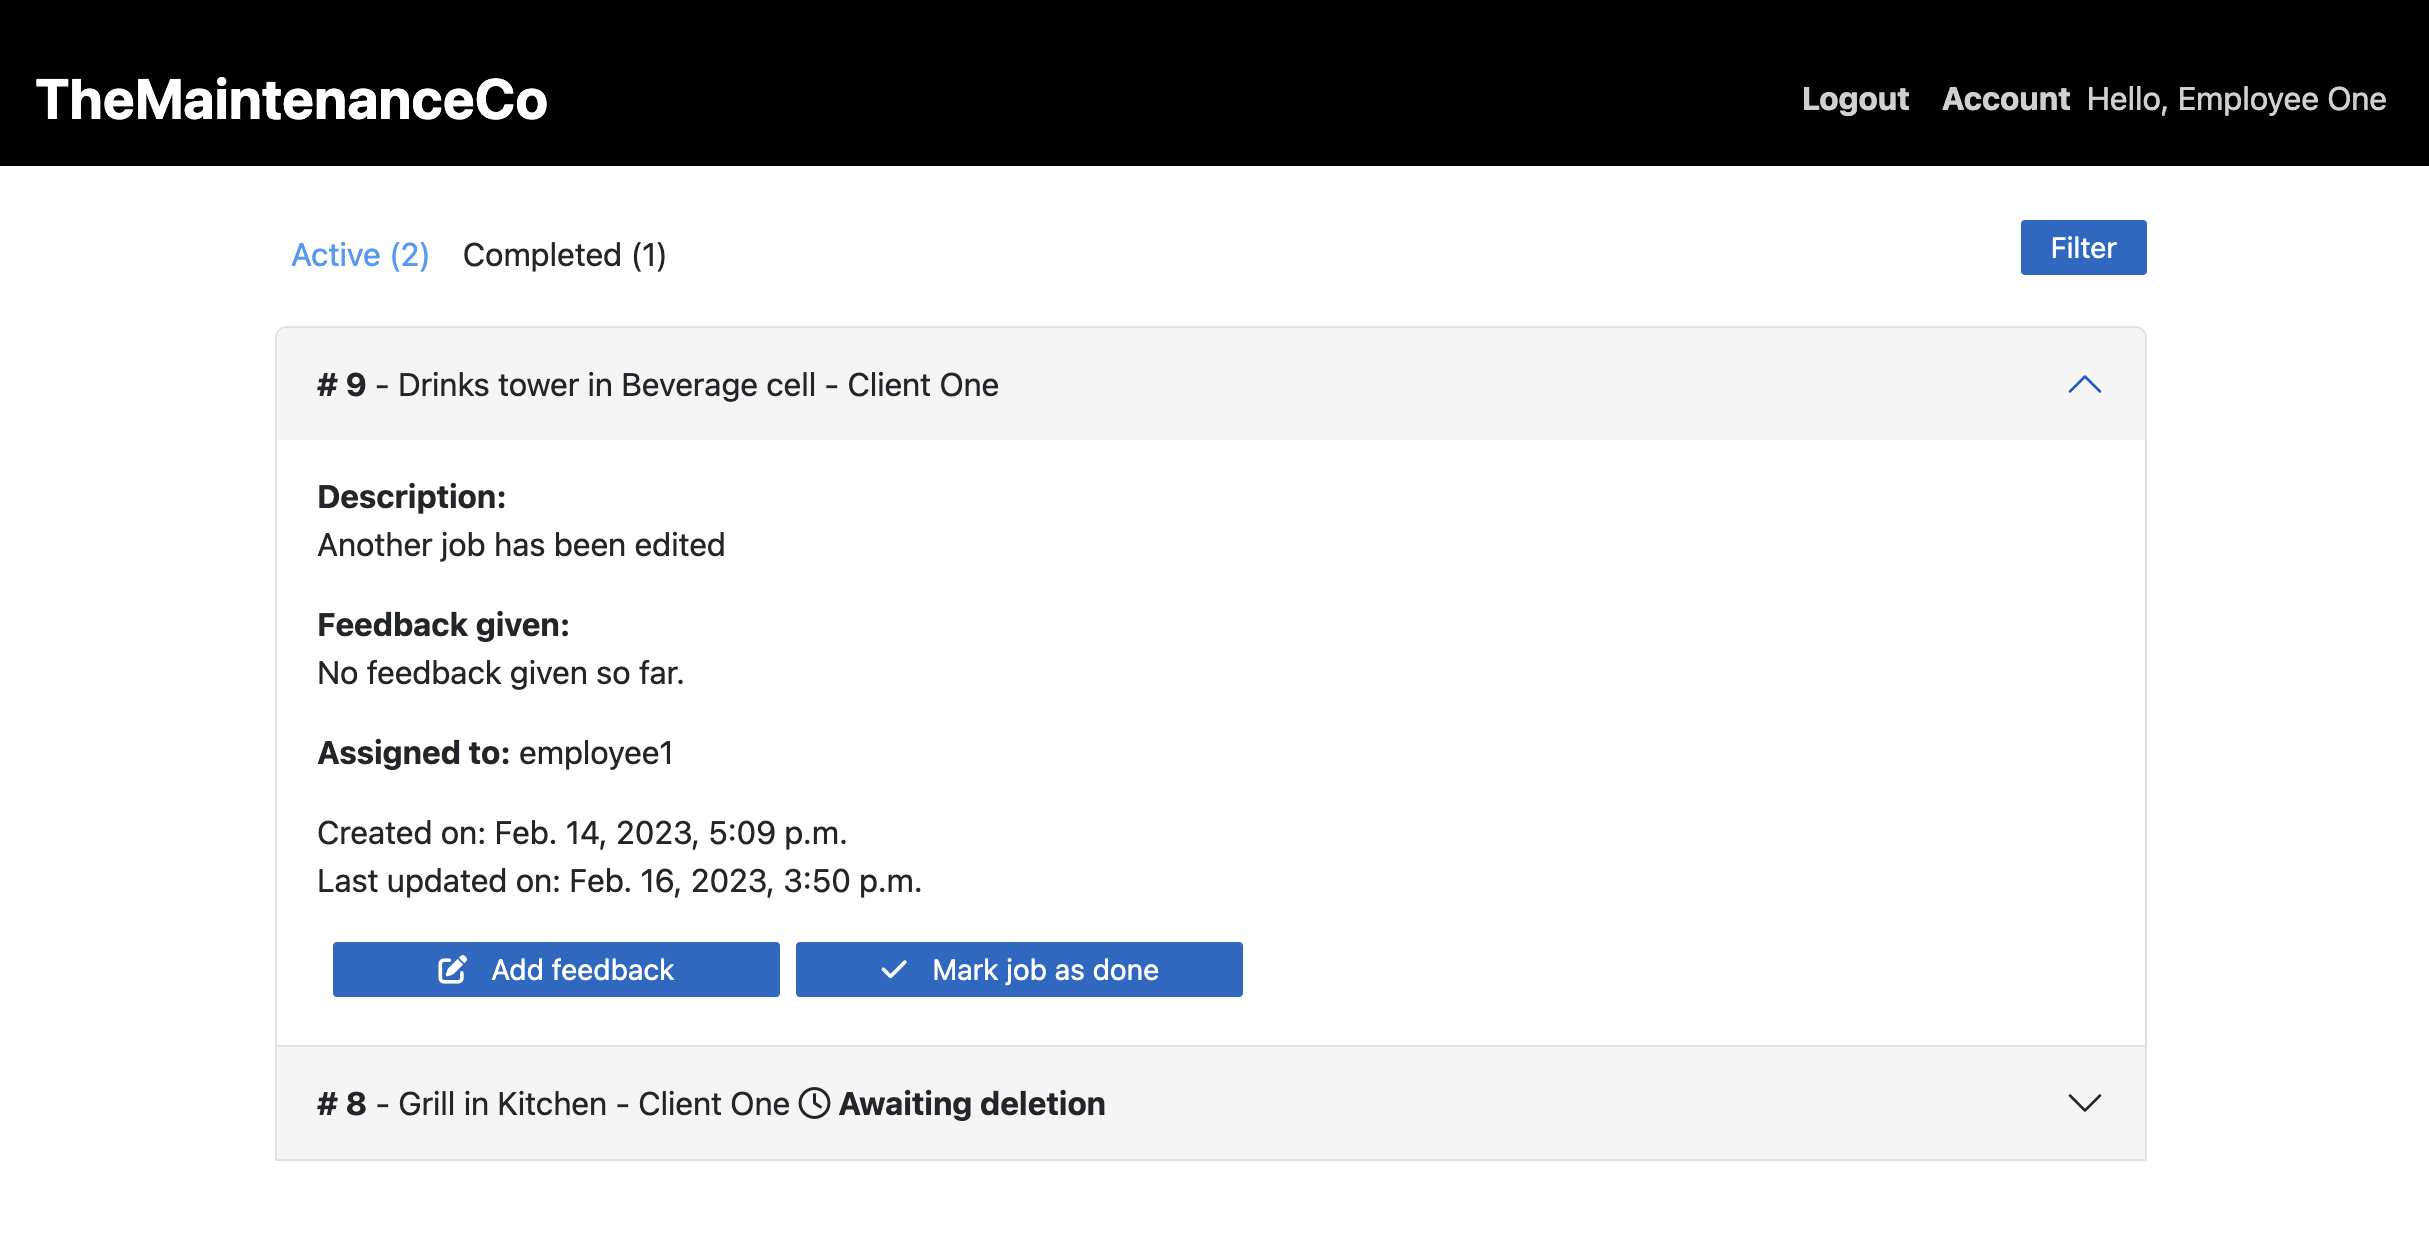 TheMaintenanceCo
Logout Account Hello, Employee One
Active (2) Completed (1)
Filter
# 9 - Drinks tower in Beverage cell - Client One
Description:
Another job has been edited
Feedback given:
No feedback given so far.
Assigned to: employee1
Created on: Feb. 14, 2023, 5:09 p.m.
Last updated on: Feb. 16, 2023, 3:50 p.m.
Add feedback
Mark job as done
# 8 - Grill in Kitchen - Client One Awaiting deletion